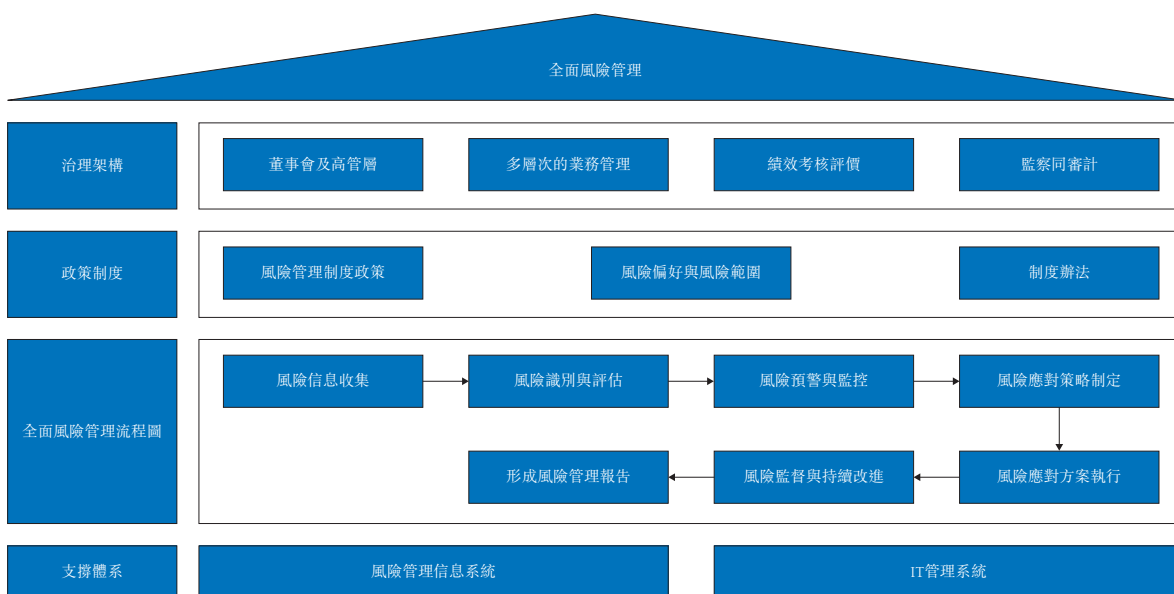 全面風險管理
治理架構
董事會及高管層
多層次的業務管理
績效考核評價
監察同審計
政策制度
風險管理制度政策
風險偏好與風險範圍
制度辦法
全面風險管理流程圖
風險信息收集
風險識別與評估
風險預警與監控
風險應對策略制定
風險應對方案執行
風險監督與持續改進
形成風險管理報告
支撐體系
風險管理信息系統
IT管理系統